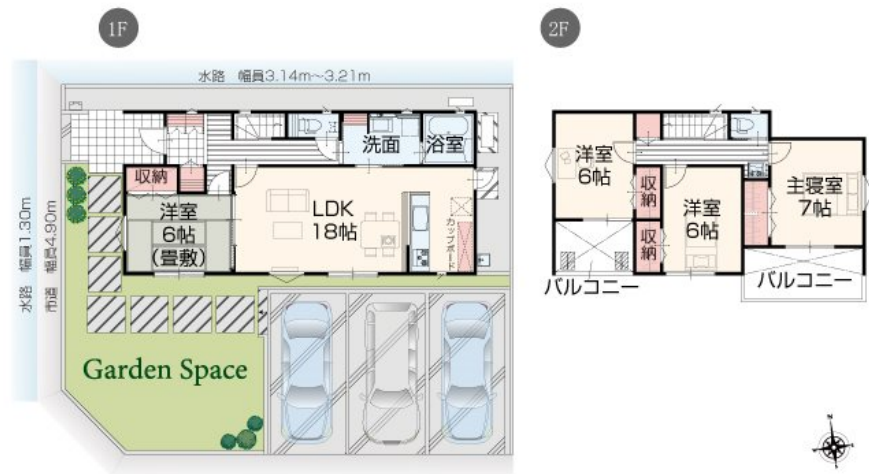 1F
水路 幅員3.14m～3.21m
洗面
浴室
収納
洋室
6帖
(畳敷)
LDK
18帖
カップボード
水路 幅員1.30m
市道 幅員4.90m
Garden Space
2F
洋室
6帖
収納
収納
洋室
6帖
主寝室
7帖
バルコニー
バルコニー